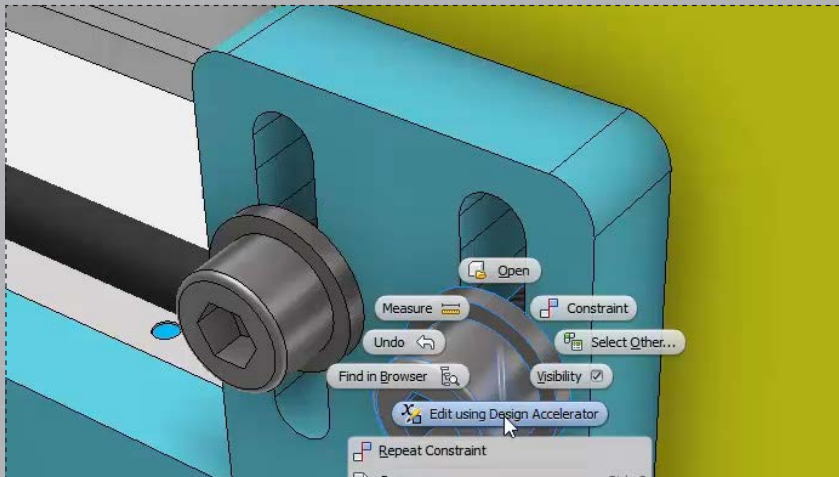 Open
Measure
Constraint
Undo
Select Other...
Find in Browser
Visibility
Edit using Design Accelerator
Repeat Constraint